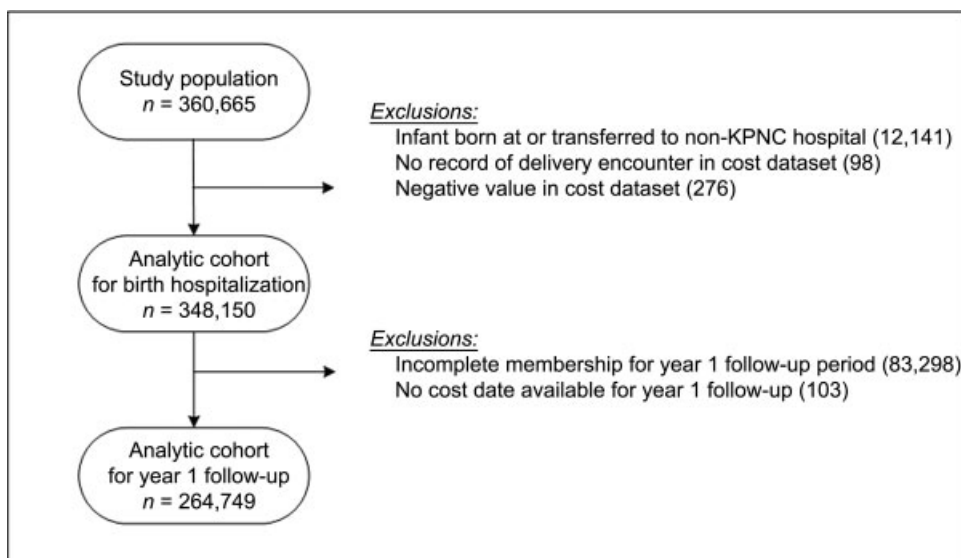 Study population
n = 360,665
Exclusions:
Infant born at or transferred to non-KPNC hospital (12,141)
No record of delivery encounter in cost dataset (98)
Negative value in cost dataset (276)
Analytic cohort
for birth hospitalization
n = 348,150
Exclusions:
Incomplete membership for year 1 follow-up period (83,298)
No cost date available for year 1 follow-up (103)
Analytic cohort
for year 1 follow-up
n = 264,749